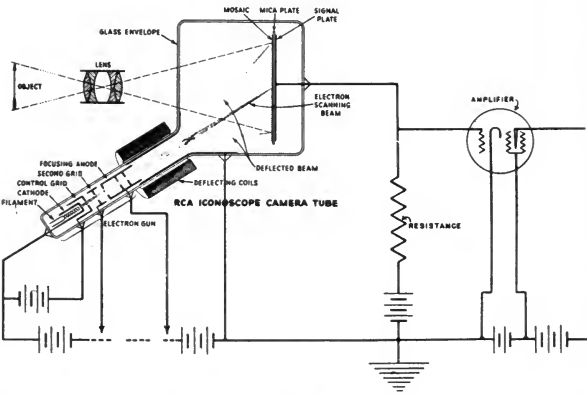 MOSAIC MICA PLATE SIGNAL
PLATE
GLASS ENVELOPE
LENS
OBJECT
ELECTRON
SCANNING
BEAM
AMPLIFIER
DEFLECTED BEAM
FOCUSING ANODE
SECOND GRID
CONTROL GRID
CATHODE
FILAMENT
DEFLECTING COILS
RCA ICONOSCOPE CAMERA TUBE
ELECTRON GUN
RESISTANCE